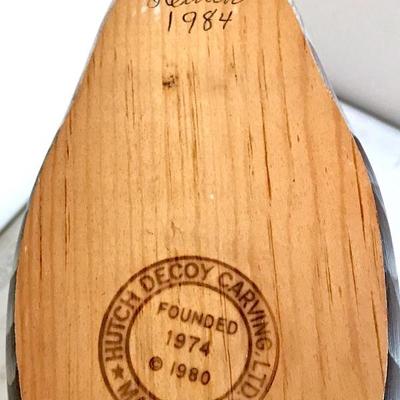 1984
HUTCH DECOY CARVING, LTD.
FOUNDED
1974
© 1980